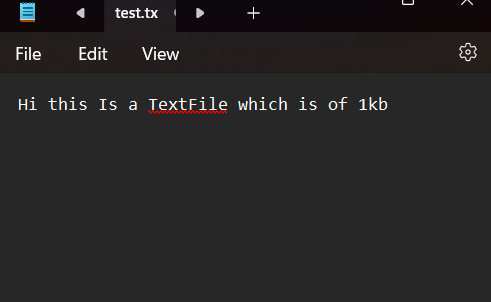 test.tx
File Edit View
Hi this Is a TextFile which is of 1kb